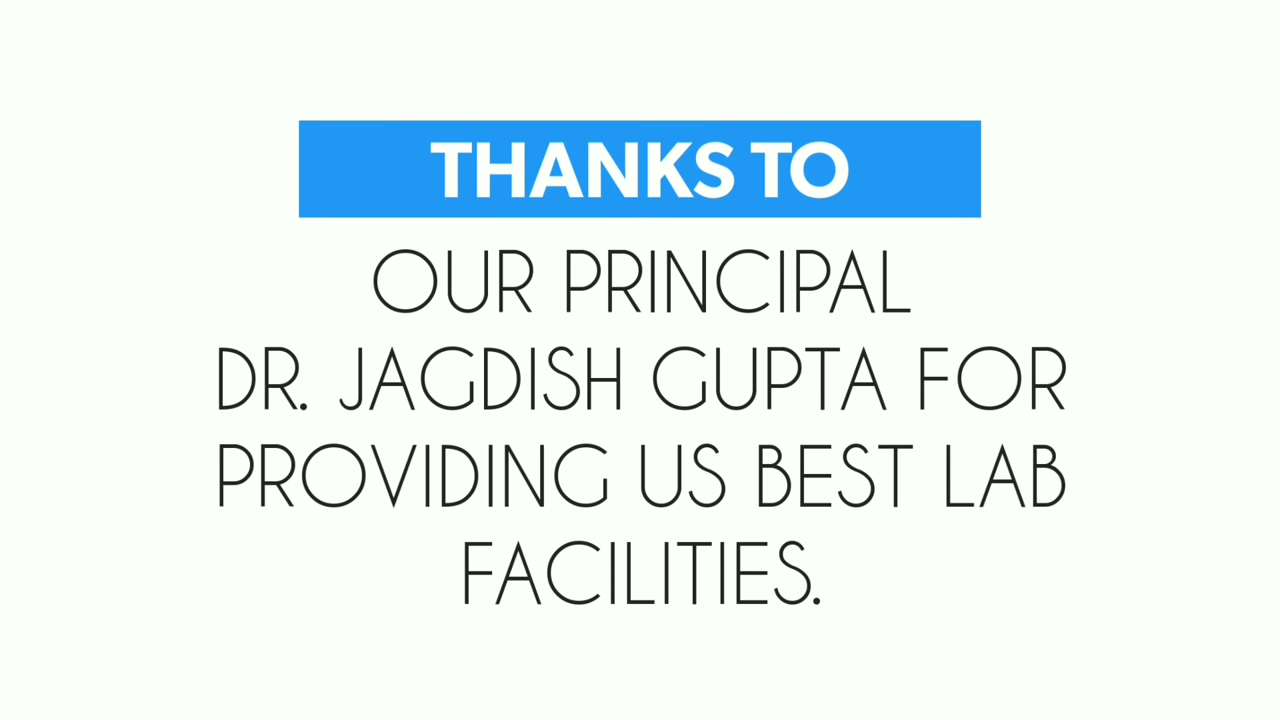 THANKS TO
OUR PRINCIPAL
DR. JAGDISH GUPTA FOR
PROVIDING US BEST LAB
FACILITIES.